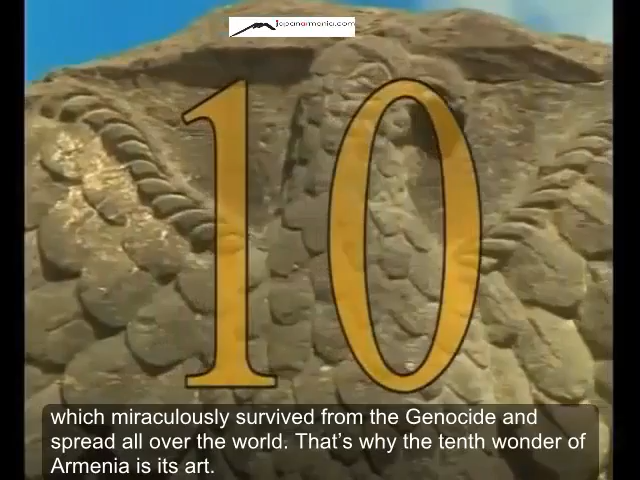 Japanarmenia.com
10
which miraculously survived from the Genocide and
spread all over the world. That's why the tenth wonder of
Armenia is its art.